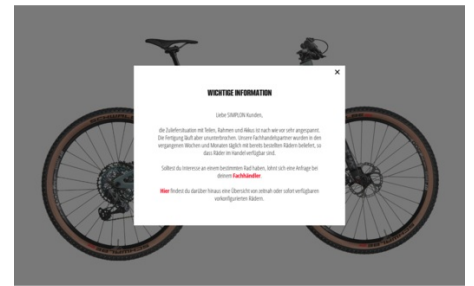 WICHTIGE INFORMATION
Liebe SIMPLON Kunden,
die Zuliefersituation mit Teilen, Rahmen und Akkus ist nach wie vor sehr angespannt.
Die Fertigung läuft aber ununterbrochen. Unsere Fachhandelspartner wurden in den
vergangenen Wochen und Monaten täglich mit bereits bestellten Rädern beliefert, so
dass Räder im Handel verfügbar sind.
Solltest du Interesse an einem bestimmten Rad haben, lohnt sich eine Anfrage bei
deinem Fachhändler.
Hier findest du darüber hinaus eine Übersicht von zeitnah oder sofort verfügbaren
vorkonfigurierten Rädern.